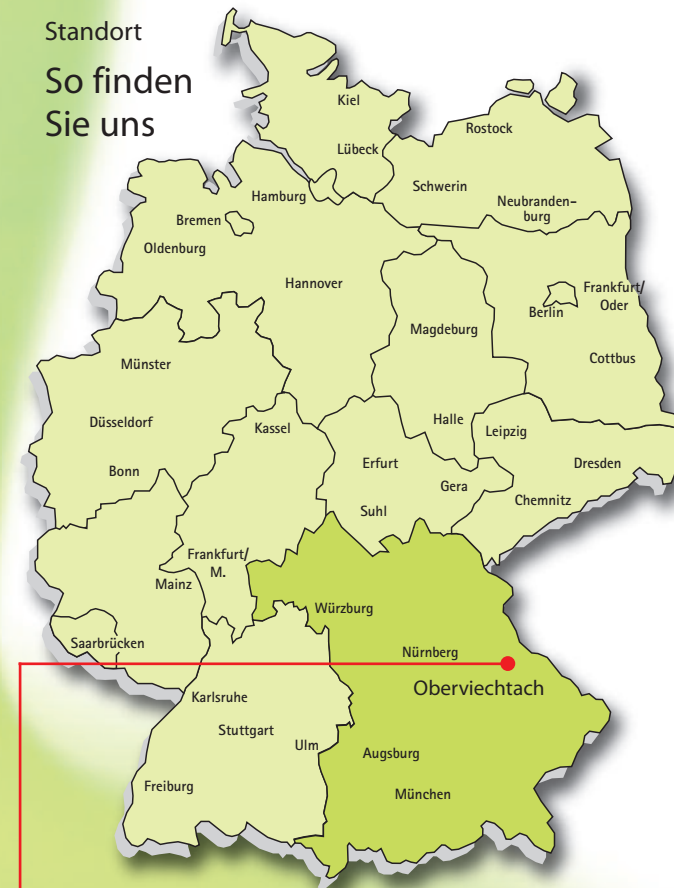 Standort
So finden
Sie uns
Kiel
Lübeck
Rostock
Schwerin
Neubranden-
burg
Hamburg
Bremen
Oldenburg
Hannover
Magdeburg
Berlin
Frankfurt/
Oder
Cottbus
Münster
Düsseldorf
Bonn
Kassel
Halle
Leipzig
Erfurt
Gera
Suhl
Dresden
Chemnitz
Frankfurt/
M.
Mainz
Saarbrücken
Würzburg
Nürnberg
Oberviechtach
Karlsruhe
Stuttgart
Ulm
Augsburg
Freiburg
München